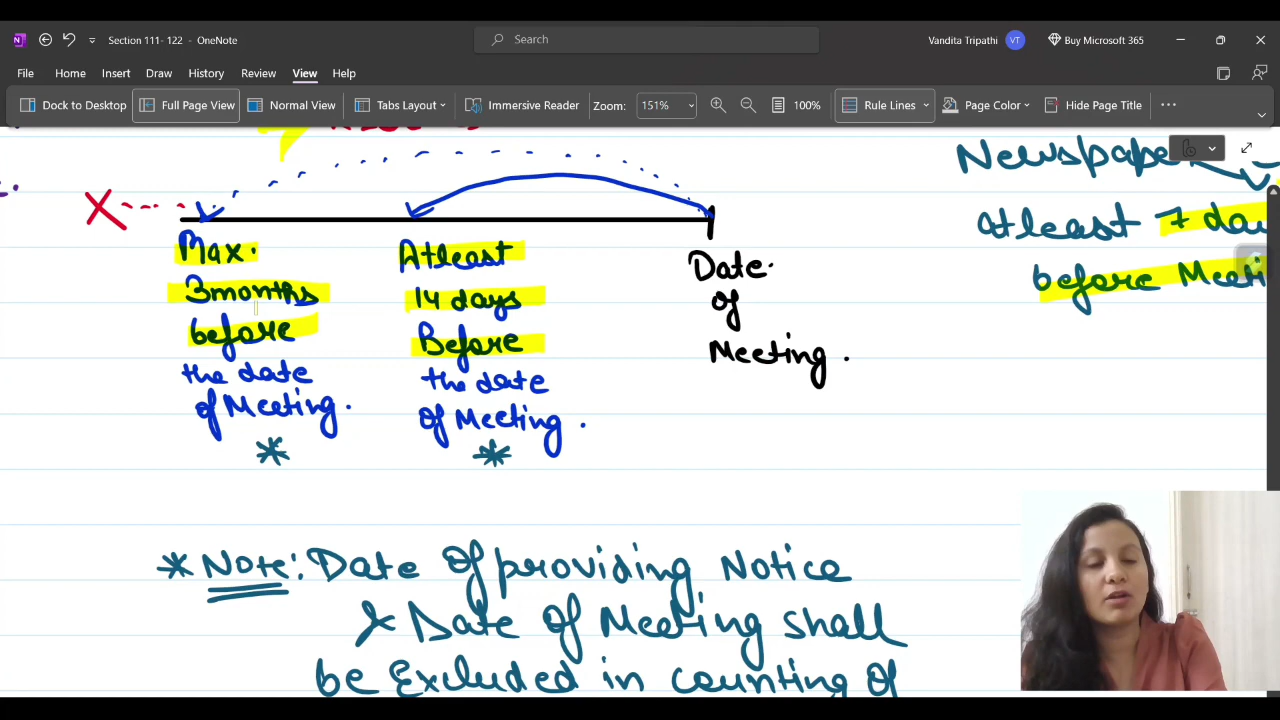 Section 111- 122 - OneNote
Search
Vandita Tripathi VT
Buy Microsoft 365
File Home Insert Draw History Review View Help
Dock to Desktop Full Page View Normal View Tabs Layout Immersive Reader Zoom: 151% 100% Rule Lines Page Color Hide Page Title
Newspaper
Atleast 7 day
before Meeti
Max.
3months
before
the date
of Meeting.
Atleast
14 days
Before
the date
of Meeting.
Date
of
Meeting.
* Note: Date Of providing Notice
& Date Of Meeting shall
be Excluded in counting of